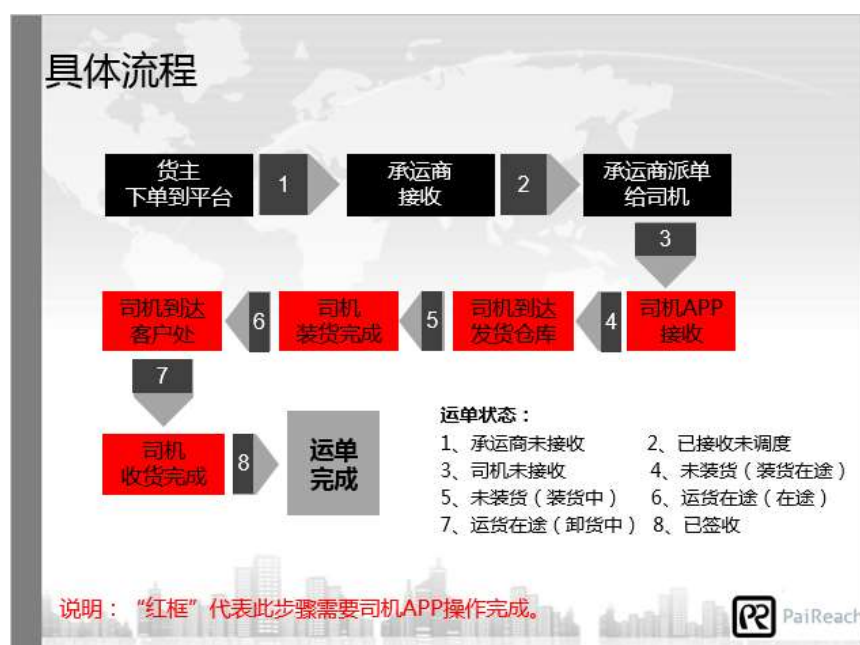 具体流程
货主
下单到平台
1
承运商
接收
2
承运商派单
给司机
3
司机APP
接收
4
司机到达
发货仓库
5
司机
装货完成
6
司机到达
客户处
7
司机
收货完成
8
运单
完成
运单状态：
1、承运商未接收 2、已接收未调度
3、司机未接收 4、未装货（装货在途）
5、未装货（装货中） 6、运货在途（在途）
7、运货在途（卸货中） 8、已签收
说明：“红框”代表此步骤需要司机APP操作完成。
PaiReach